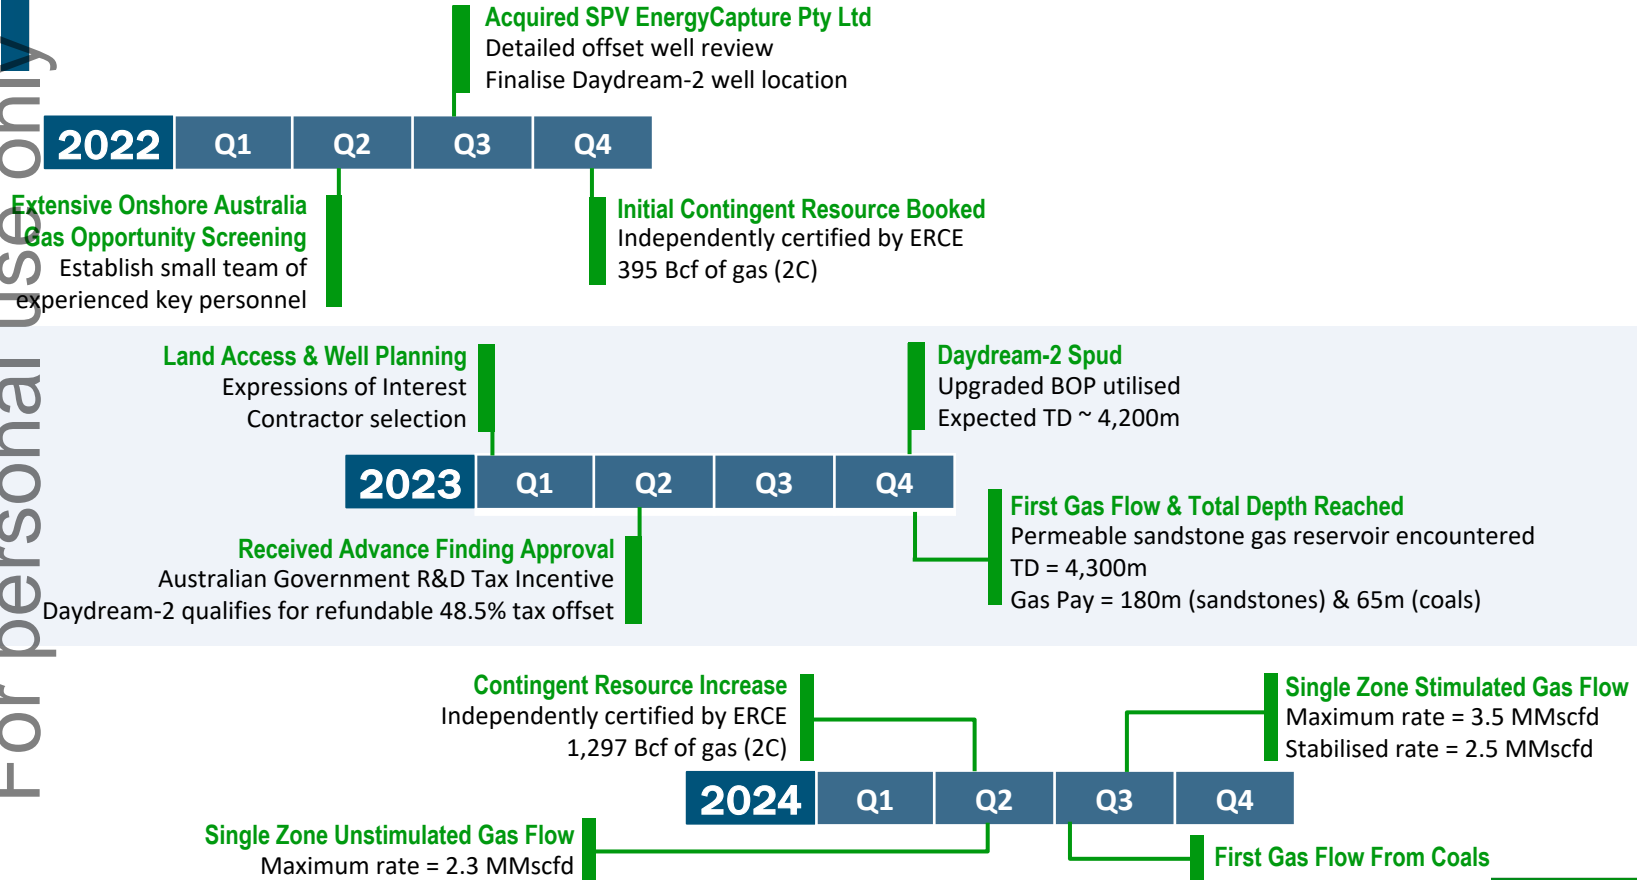 For personal use only
Acquired SPV EnergyCapture Pty Ltd
Detailed offset well review
Finalise Daydream-2 well location
2022 Q1 Q2 Q3 Q4
Extensive Onshore Australia
Gas Opportunity Screening
Establish small team of
experienced key personnel
Initial Contingent Resource Booked
Independently certified by ERCE
395 Bcf of gas (2C)
Land Access & Well Planning
Expressions of Interest
Contractor selection
Daydream-2 Spud
Upgraded BOP utilised
Expected TD ~ 4,200m
2023 Q1 Q2 Q3 Q4
Received Advance Finding Approval
Australian Government R&D Tax Incentive
Daydream-2 qualifies for refundable 48.5% tax offset
First Gas Flow & Total Depth Reached
Permeable sandstone gas reservoir encountered
TD = 4,300m
Gas Pay = 180m (sandstones) & 65m (coals)
Contingent Resource Increase
Independently certified by ERCE
1,297 Bcf of gas (2C)
Single Zone Stimulated Gas Flow
Maximum rate = 3.5 MMscfd
Stabilised rate = 2.5 MMscfd
2024 Q1 Q2 Q3 Q4
Single Zone Unstimulated Gas Flow
Maximum rate = 2.3 MMscfd
First Gas Flow From Coals